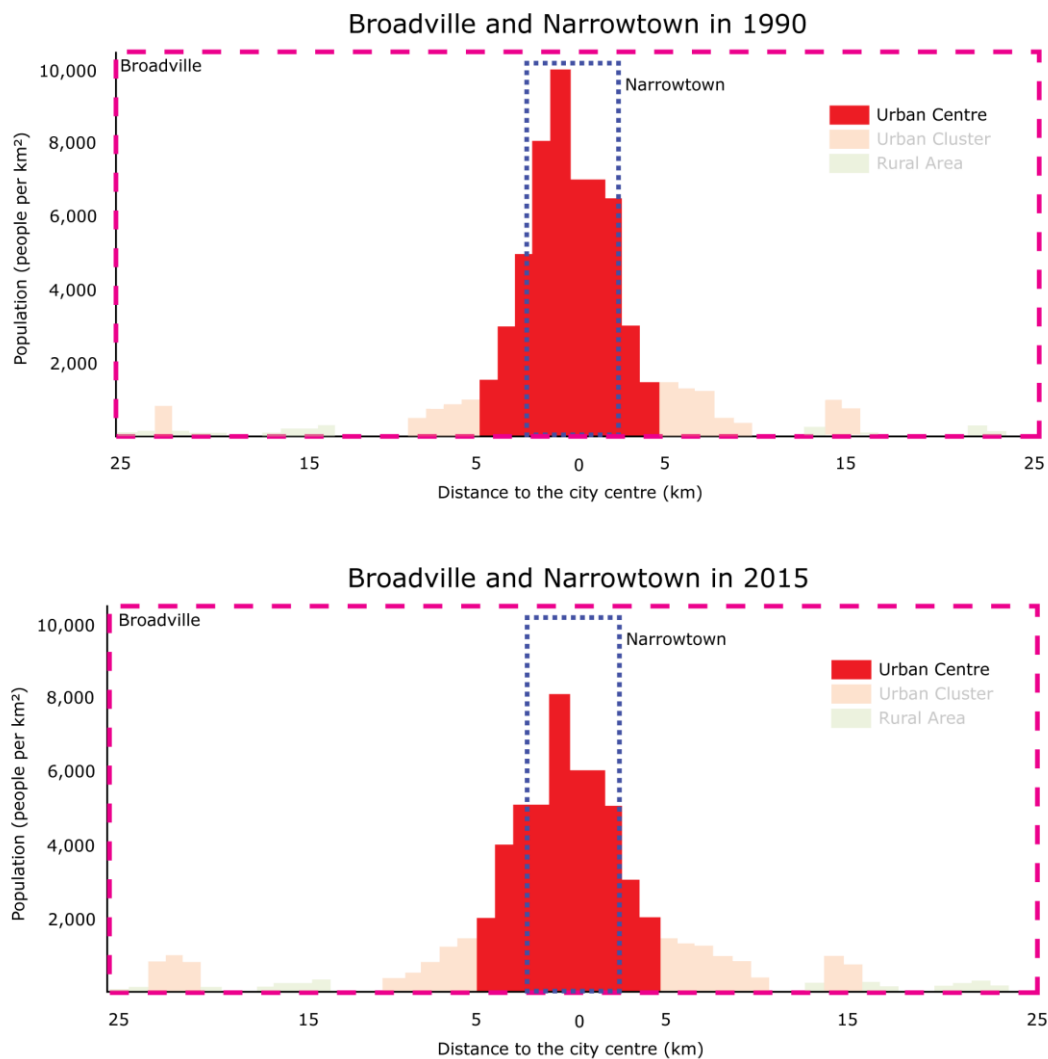 Broadville and Narrowtown in 1990
Broadville
Narrowtown
10,000
8,000
6,000
4,000
2,000
Population (people per km²)
Urban Centre
Urban Cluster
Rural Area
25
15
5
0
5
15
25
Distance to the city centre (km)
Broadville and Narrowtown in 2015
Broadville
Narrowtown
10,000
8,000
6,000
4,000
2,000
Population (people per km²)
Urban Centre
Urban Cluster
Rural Area
25
15
5
0
5
15
25
Distance to the city centre (km)